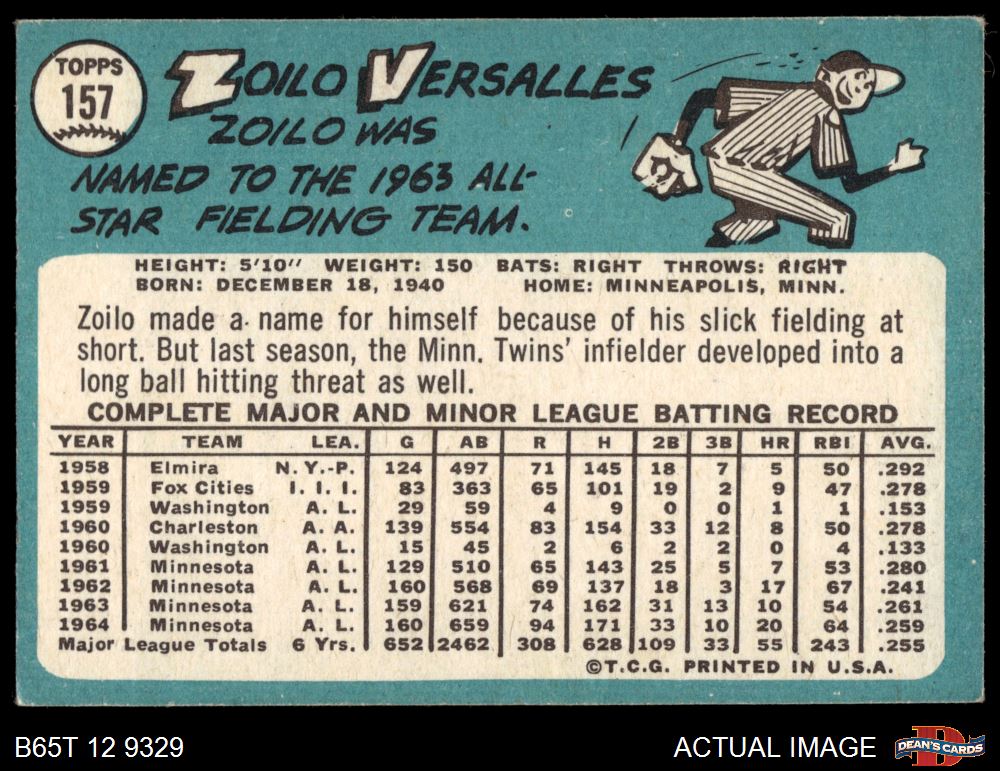 TOPPS
157
ZOILO VERSALLES
ZOILO WAS
NAMED TO THE 1963 ALL-
STAR FIELDING TEAM.
HEIGHT: 5'10" WEIGHT: 150 BATS: RIGHT THROWS: RIGHT
BORN: DECEMBER 18, 1940 HOME: MINNEAPOLIS, MINN.
Zoilo made a name for himself because of his slick fielding at
short. But last season, the Minn. Twins' infielder developed into a
long ball hitting threat as well.
COMPLETE MAJOR AND MINOR LEAGUE BATTING RECORD
YEAR TEAM LEA. G AB R H 2B 3B HR RBI AVG.
1958 Elmira N. Y.-P. 124 497 71 145 18 7 5 50 .292
1959 Fox Cities I. I. I. 83 363 65 101 19 2 9 47 .278
1959 Washington A. L. 29 59 4 9 0 0 1 1 .153
1960 Charleston A. A. 139 554 83 154 33 12 8 50 .278
1960 Washington A. L. 15 45 2 6 2 2 0 4 .133
1961 Minnesota A. L. 129 510 65 143 25 5 7 53 .280
1962 Minnesota A. L. 160 568 69 137 18 3 17 67 .241
1963 Minnesota A. L. 159 621 74 162 31 13 10 54 .261
1964 Minnesota A. L. 160 659 94 171 33 10 20 64 .259
Major League Totals 6 Yrs. 652 2462 308 628 109 33 55 243 .255
©T.C.G. PRINTED IN U.S.A.
B65T 12 9329
ACTUAL IMAGE
D
DEAN'S CARDS